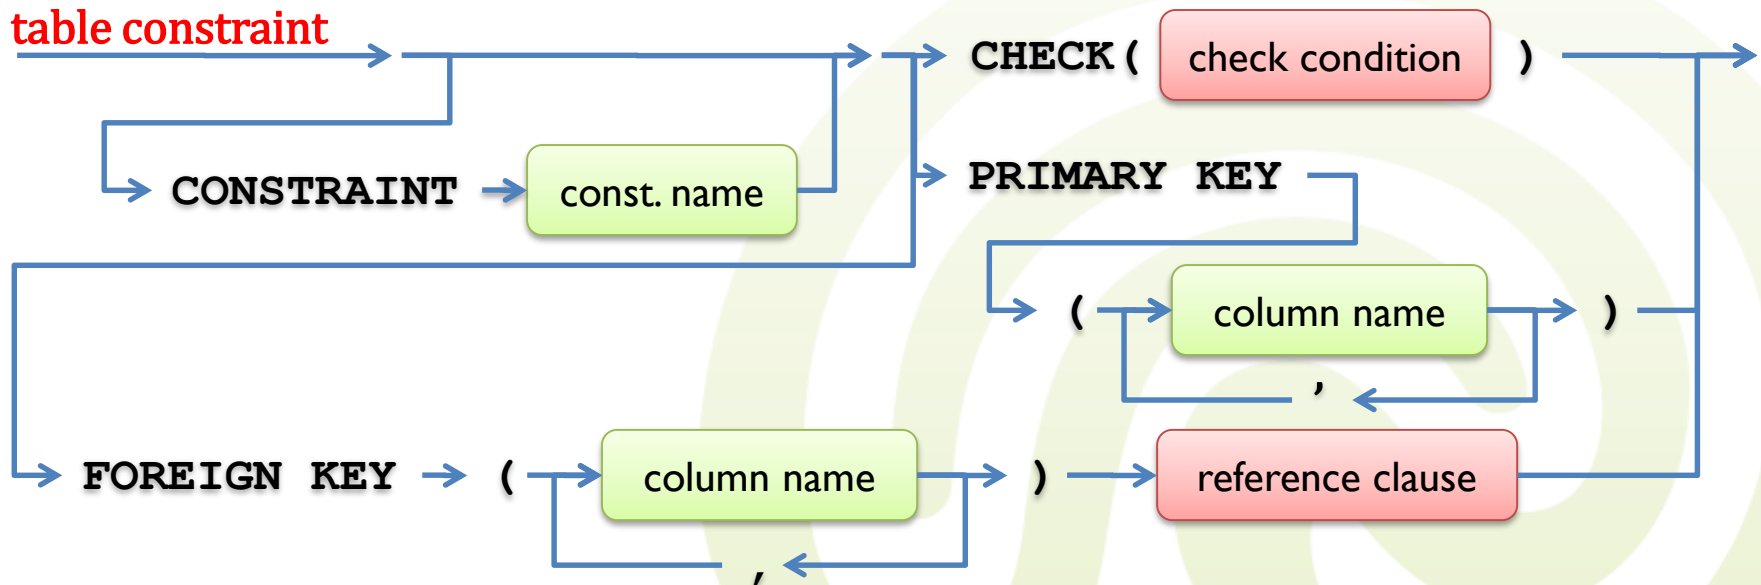 table constraint
CHECK( check condition )
CONSTRAINT const. name
PRIMARY KEY
( column name )
,
FOREIGN KEY ( column name ) reference clause
,